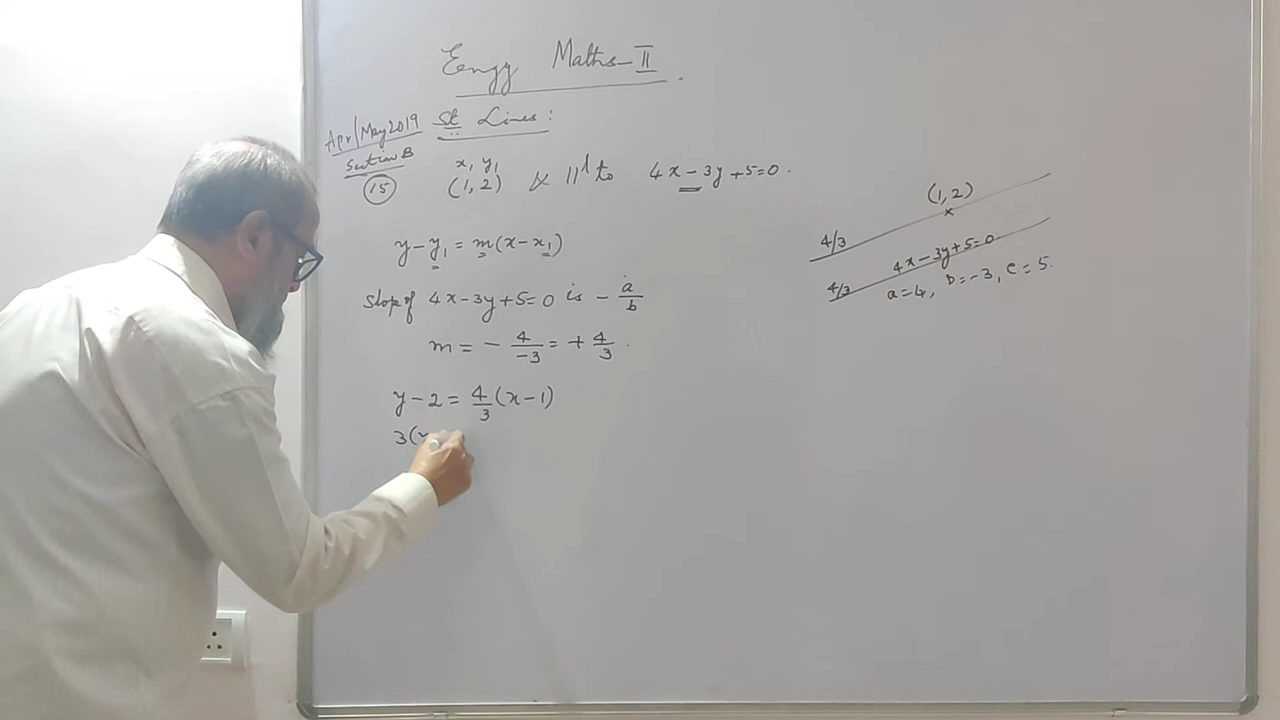 Engg Maths-II
Apr/May 2019
Section B
15
St Lines:
x₁ y₁
(1, 2) & ||l to 4x-3y+5=0.
y-y₁=m(x-x₁)
Slope of 4x-3y+5=0 is -a/b
m = -4/-3 = +4/3.
y-2 = 4/3(x-1)
3(
(1, 2)
×
4/3
4x-3y+5=0
4/3
a=4, b=-3, c=5.